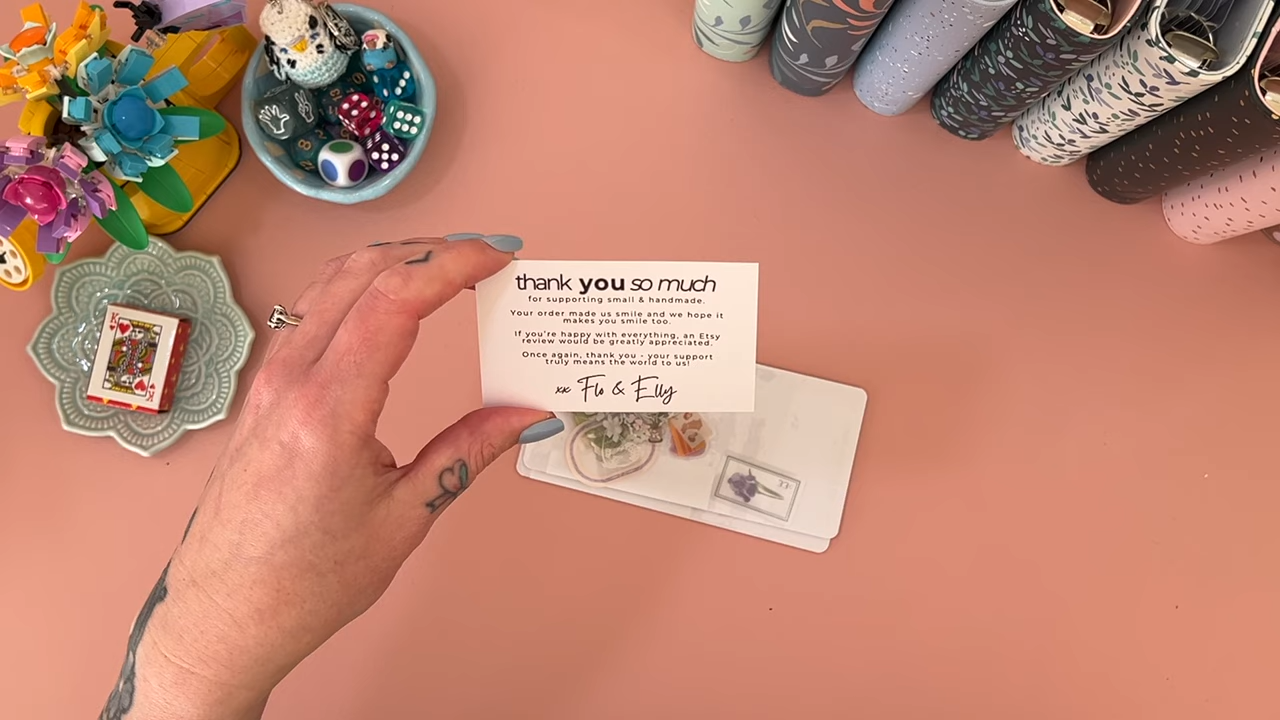 thank you so much
for supporting small & handmade.
Your order made us smile and we hope it
makes you smile too.
If you're happy with everything, an Etsy
review would be greatly appreciated.
Once again, thank you - your support
truly means the world to us!
xx Flo & Elly
K
K
33
8